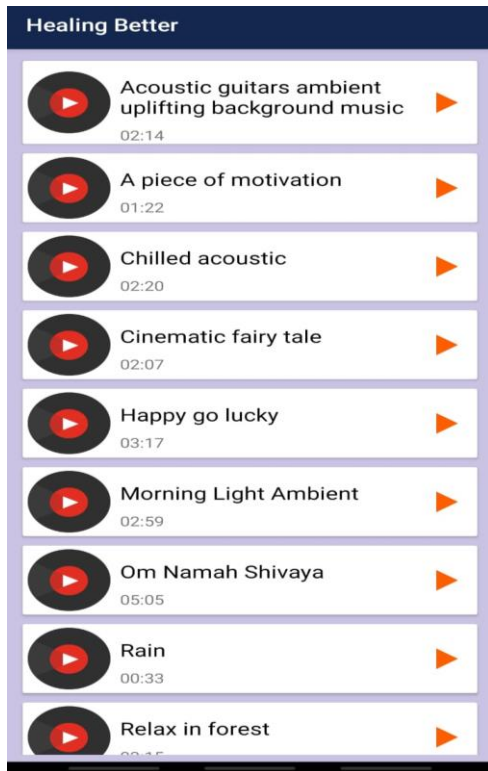 Healing Better
Acoustic guitars ambient
uplifting background music
02:14
A piece of motivation
01:22
Chilled acoustic
02:20
Cinematic fairy tale
02:07
Happy go lucky
03:17
Morning Light Ambient
02:59
Om Namah Shivaya
05:05
Rain
00:33
Relax in forest